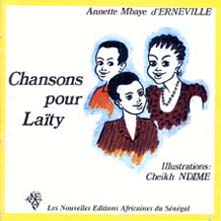 Annette Mbaye d'ERNEVILLE
Chansons
pour
Laïty
Illustrations:
Cheikh NDIME
Les Nouvelles Editions Africaines du Sénégal